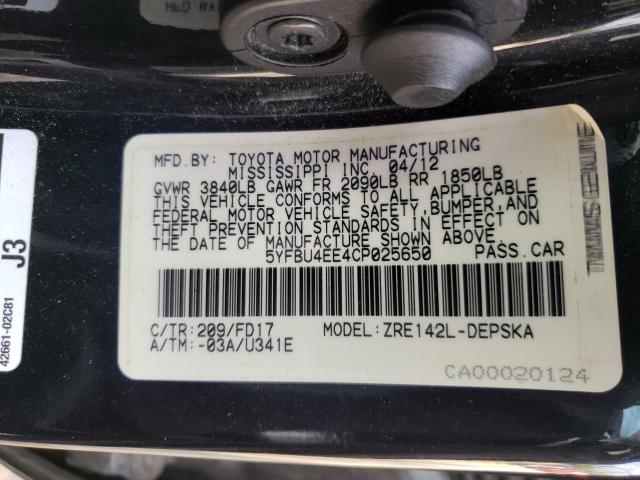 MFD.BY: TOYOTA MOTOR MANUFACTURING
MISSISSIPPI INC. 04/12
GVWR 3840LB GAWR FR 2090LB RR 1850LB
THIS VEHICLE CONFORMS TO ALL APPLICABLE
FEDERAL MOTOR VEHICLE SAFETY, BUMPER, AND
THEFT PREVENTION STANDARDS IN EFFECT ON
THE DATE OF MANUFACTURE SHOWN ABOVE.
5YFBU4EE4CP025650 PASS.CAR
C/TR: 209/FD17 MODEL: ZRE142L-DEPSKA
A/TM: -03A/U341E
CA00020124
J3
42661-02C81